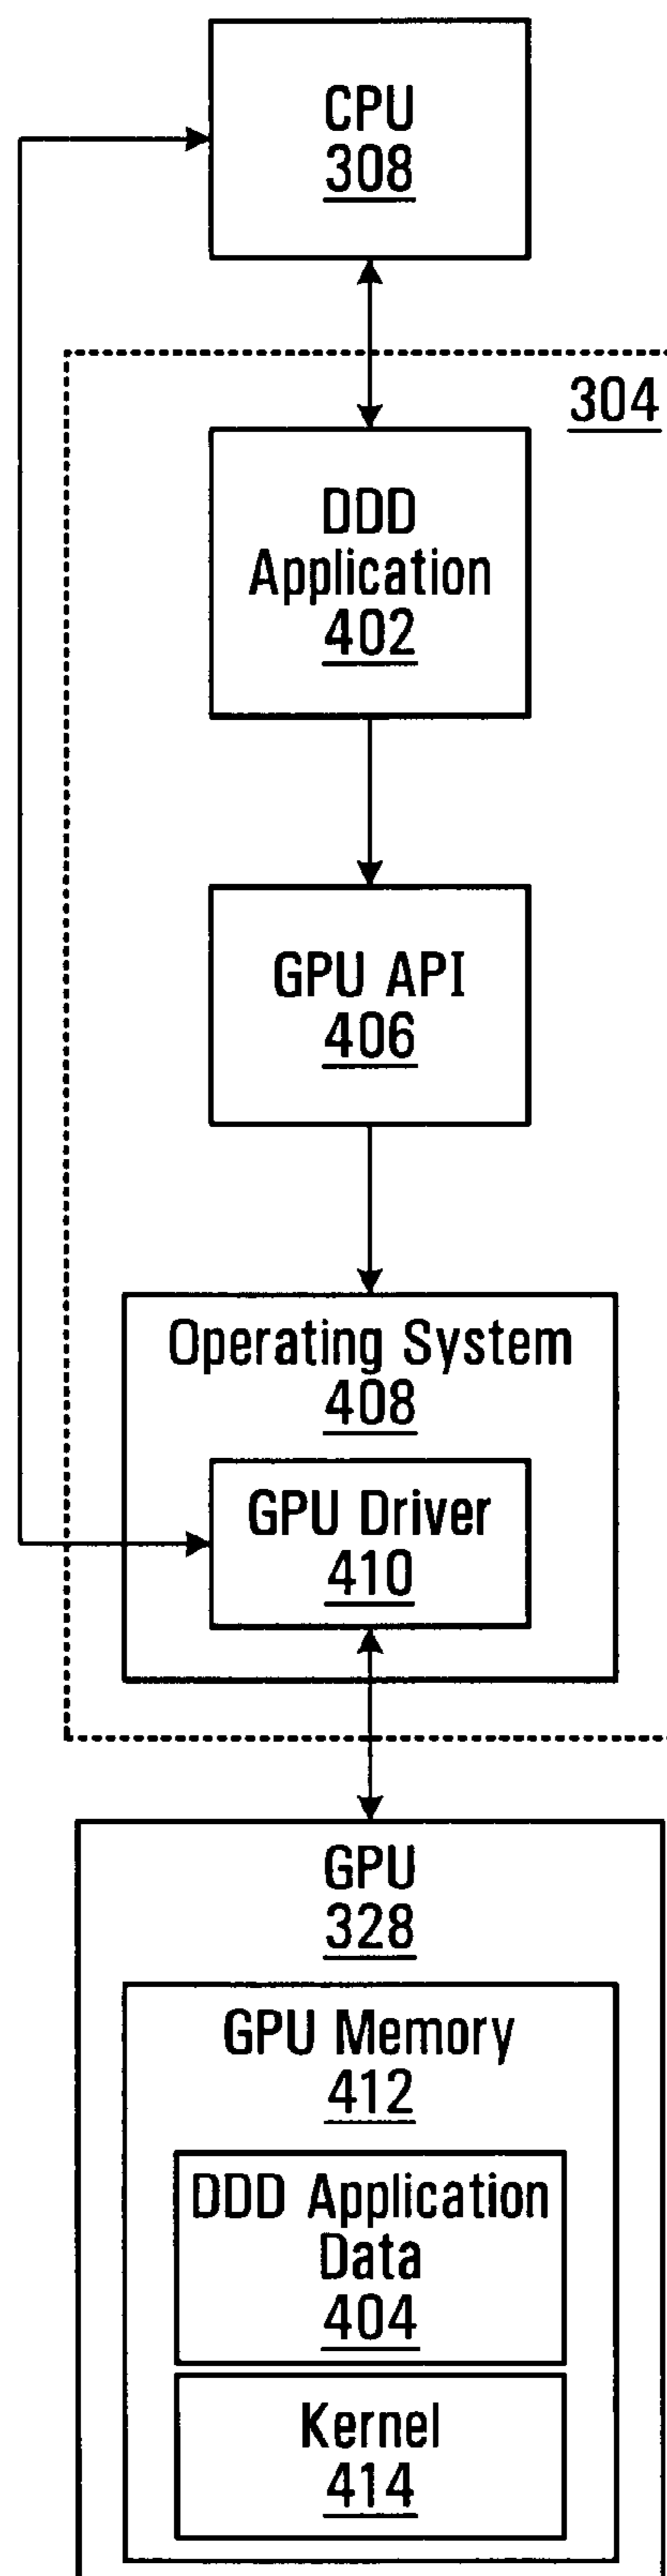 CPU
308
304
DDD
Application
402
GPU API
406
Operating System
408
GPU Driver
410
GPU
328
GPU Memory
412
DDD Application
Data
404
Kernel
414